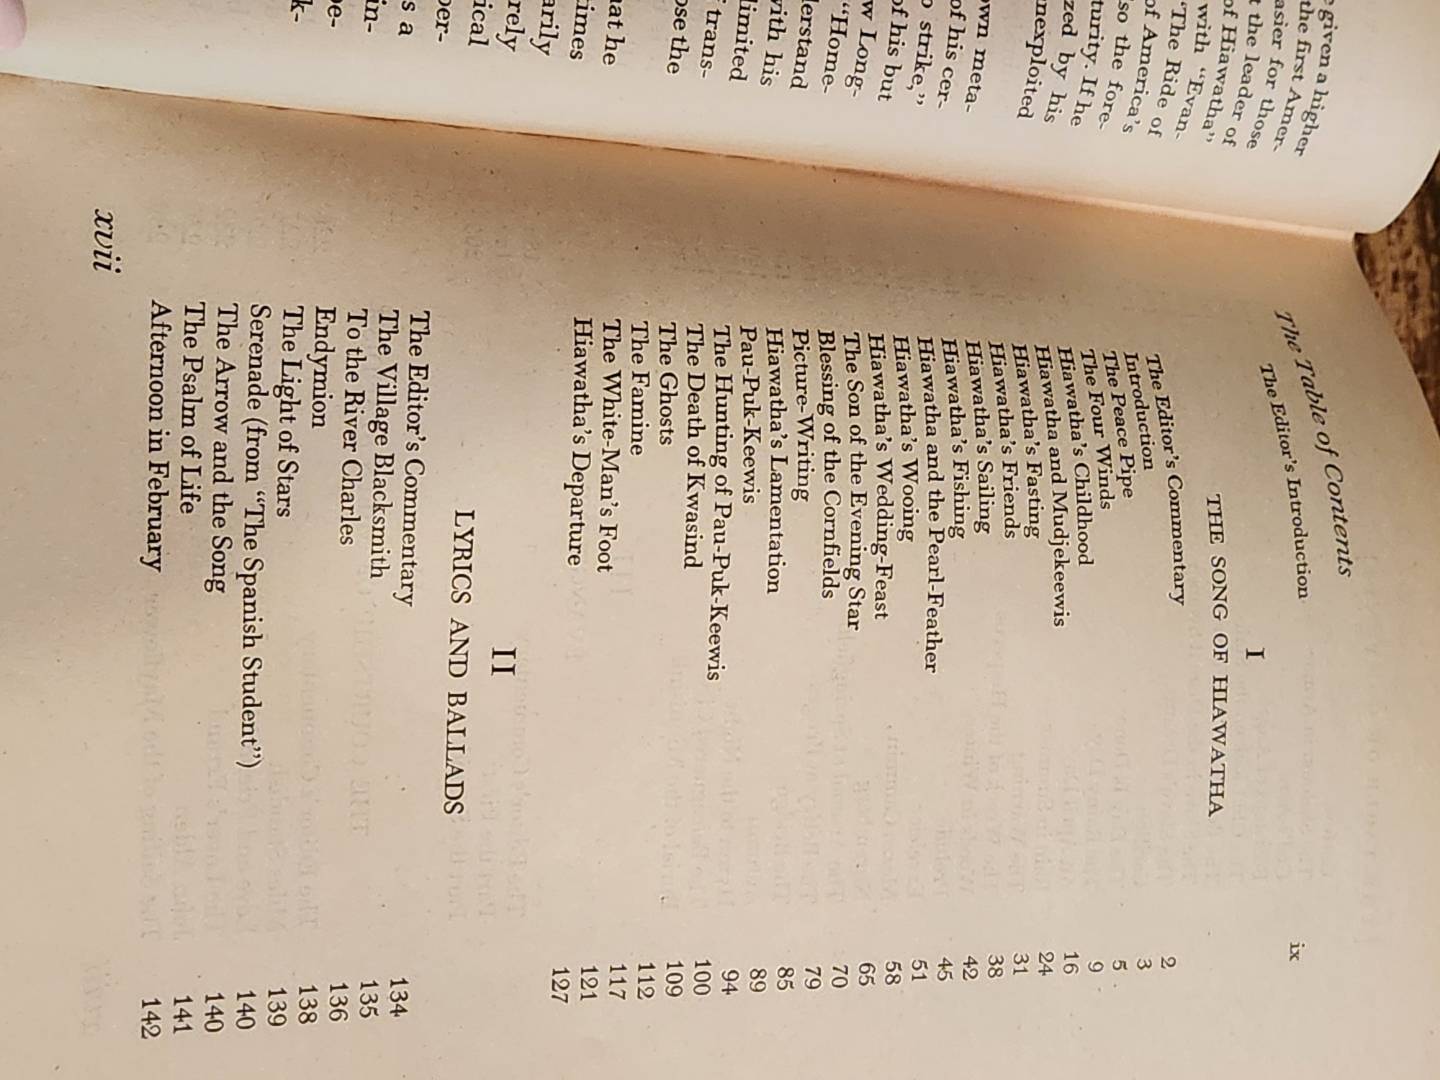 e given a higher
the first Amer-
asier for those
t the leader of
of Hiawatha"
with "Evan-
"The Ride of
of America's
so the fore-
turity. If he
zed by his
nexploited
own meta-
of his cer-
o strike,"
of his but
w Long-
"Home-
lerstand
with his
limited
trans-
ose the
hat he
times
arily
rely
ical
per-
s a
in-
be-
k-
The Table of Contents
The Editor's Introduction ix
I
THE SONG OF HIAWATHA
The Editor's Commentary 2
Introduction 3
The Peace Pipe 5
The Four Winds 9
Hiawatha's Childhood 16
Hiawatha and Mudjekeewis 24
Hiawatha's Fasting 31
Hiawatha's Friends 38
Hiawatha's Sailing 42
Hiawatha's Fishing 45
Hiawatha and the Pearl-Feather 51
Hiawatha's Wooing 58
Hiawatha's Wedding-Feast 65
The Son of the Evening Star 70
Blessing of the Cornfields 79
Picture-Writing 85
Hiawatha's Lamentation 89
Pau-Puk-Keewis 94
The Hunting of Pau-Puk-Keewis 100
The Death of Kwasind 109
The Ghosts 112
The Famine 117
The White-Man's Foot 121
Hiawatha's Departure 127
II
LYRICS AND BALLADS
The Editor's Commentary 134
The Village Blacksmith 135
To the River Charles 136
Endymion 138
The Light of Stars 139
Serenade (from "The Spanish Student") 140
The Arrow and the Song 140
The Psalm of Life 141
Afternoon in February 142
xvii